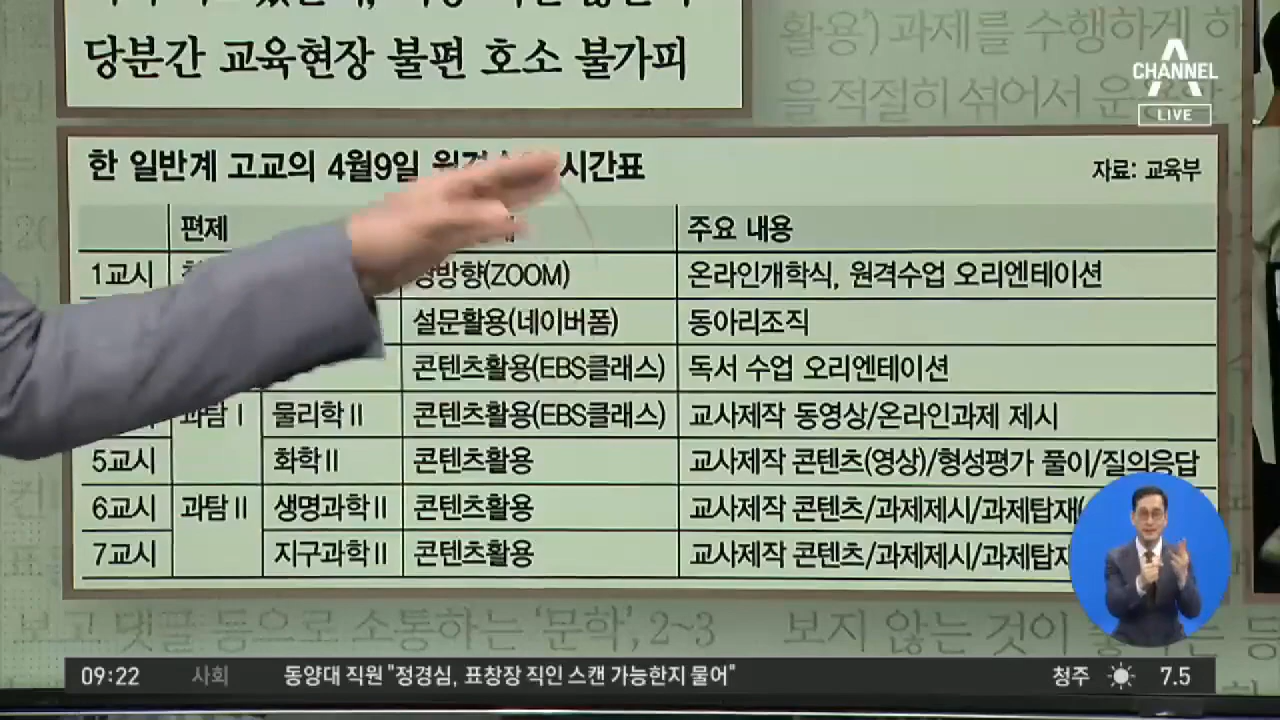 당분간 교육현장 불편 호소 불가피
활용') 과제를 수행하게 하
을 적절히 섞어서
CHANNEL
LIVE
한 일반계 고교의 4월9일 시간표
자료: 교육부
편제 주요 내용
1교시 쌍방향(ZOOM) 온라인개학식, 원격수업 오리엔테이션
설문활용(네이버폼) 동아리조직
콘텐츠활용(EBS클래스) 독서 수업 오리엔테이션
과탐Ⅰ 물리학Ⅱ 콘텐츠활용(EBS클래스) 교사제작 동영상/온라인과제 제시
5교시 화학Ⅱ 콘텐츠활용 교사제작 콘텐츠(영상)/형성평가 풀이/질의응답
6교시 과탐Ⅱ 생명과학Ⅱ 콘텐츠활용 교사제작 콘텐츠/과제제시/과제탑재(
7교시 지구과학Ⅱ 콘텐츠활용 교사제작 콘텐츠/과제제시/과제탑재
보고 댓글 등으로 소통하는 '문학', 2~3
보지 않는 것이
09:22 사회 동양대 직원 "정경심, 표창장 직인 스캔 가능한지 물어" 청주 7.5